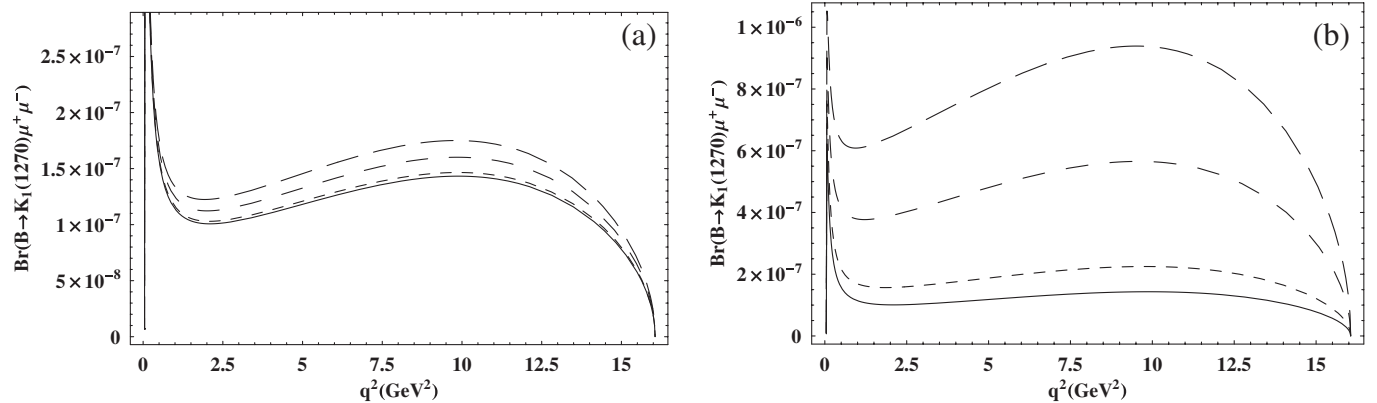 (a)
Br(B→K₁(1270)μ⁺μ⁻)
2.5×10⁻⁷
2×10⁻⁷
1.5×10⁻⁷
1×10⁻⁷
5×10⁻⁸
0
0 2.5 5 7.5 10 12.5 15
q²(GeV²)
(b)
Br(B→K₁(1270)μ⁺μ⁻)
1×10⁻⁶
8×10⁻⁷
6×10⁻⁷
4×10⁻⁷
2×10⁻⁷
0
0 2.5 5 7.5 10 12.5 15
q²(GeV²)